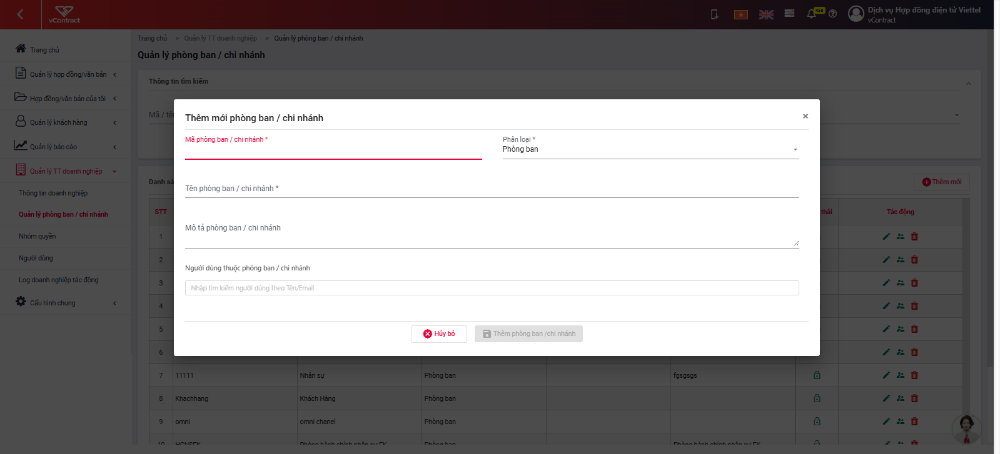 vContract
458
Dịch vụ Hợp đồng điện tử Viettel
vContract
Trang chủ > Quản lý TT doanh nghiệp > Quản lý phòng ban / chi nhánh
Quản lý phòng ban / chi nhánh
Trang chủ
Quản lý hợp đồng/văn bản
Hợp đồng/văn bản của tôi
Quản lý khách hàng
Quản lý báo cáo
Quản lý TT doanh nghiệp
Thông tin doanh nghiệp
Quản lý phòng ban / chi nhánh
Nhóm quyền
Người dùng
Log doanh nghiệp tác động
Cấu hình chung
Thông tin tìm kiếm
Mã / tên
Thêm mới phòng ban / chi nhánh
×
Mã phòng ban / chi nhánh *
Phân loại *
Phòng ban
Tên phòng ban / chi nhánh *
Mô tả phòng ban / chi nhánh
Người dùng thuộc phòng ban / chi nhánh
Nhập tìm kiếm người dùng theo Tên/Email
Hủy bỏ
Thêm phòng ban /chi nhánh
Danh sá
Thêm mới
STT thái Tác động
1
2
3
4
5
6
7 11111 Nhân sự Phòng ban fgsgsgs
8 Khachhang Khách Hàng Phòng ban
9 omni omni chanel Phòng ban
10 HCNSFK Phòng hành chính nhân sự FK Phòng ban Phòng hành chính nhân sự FK